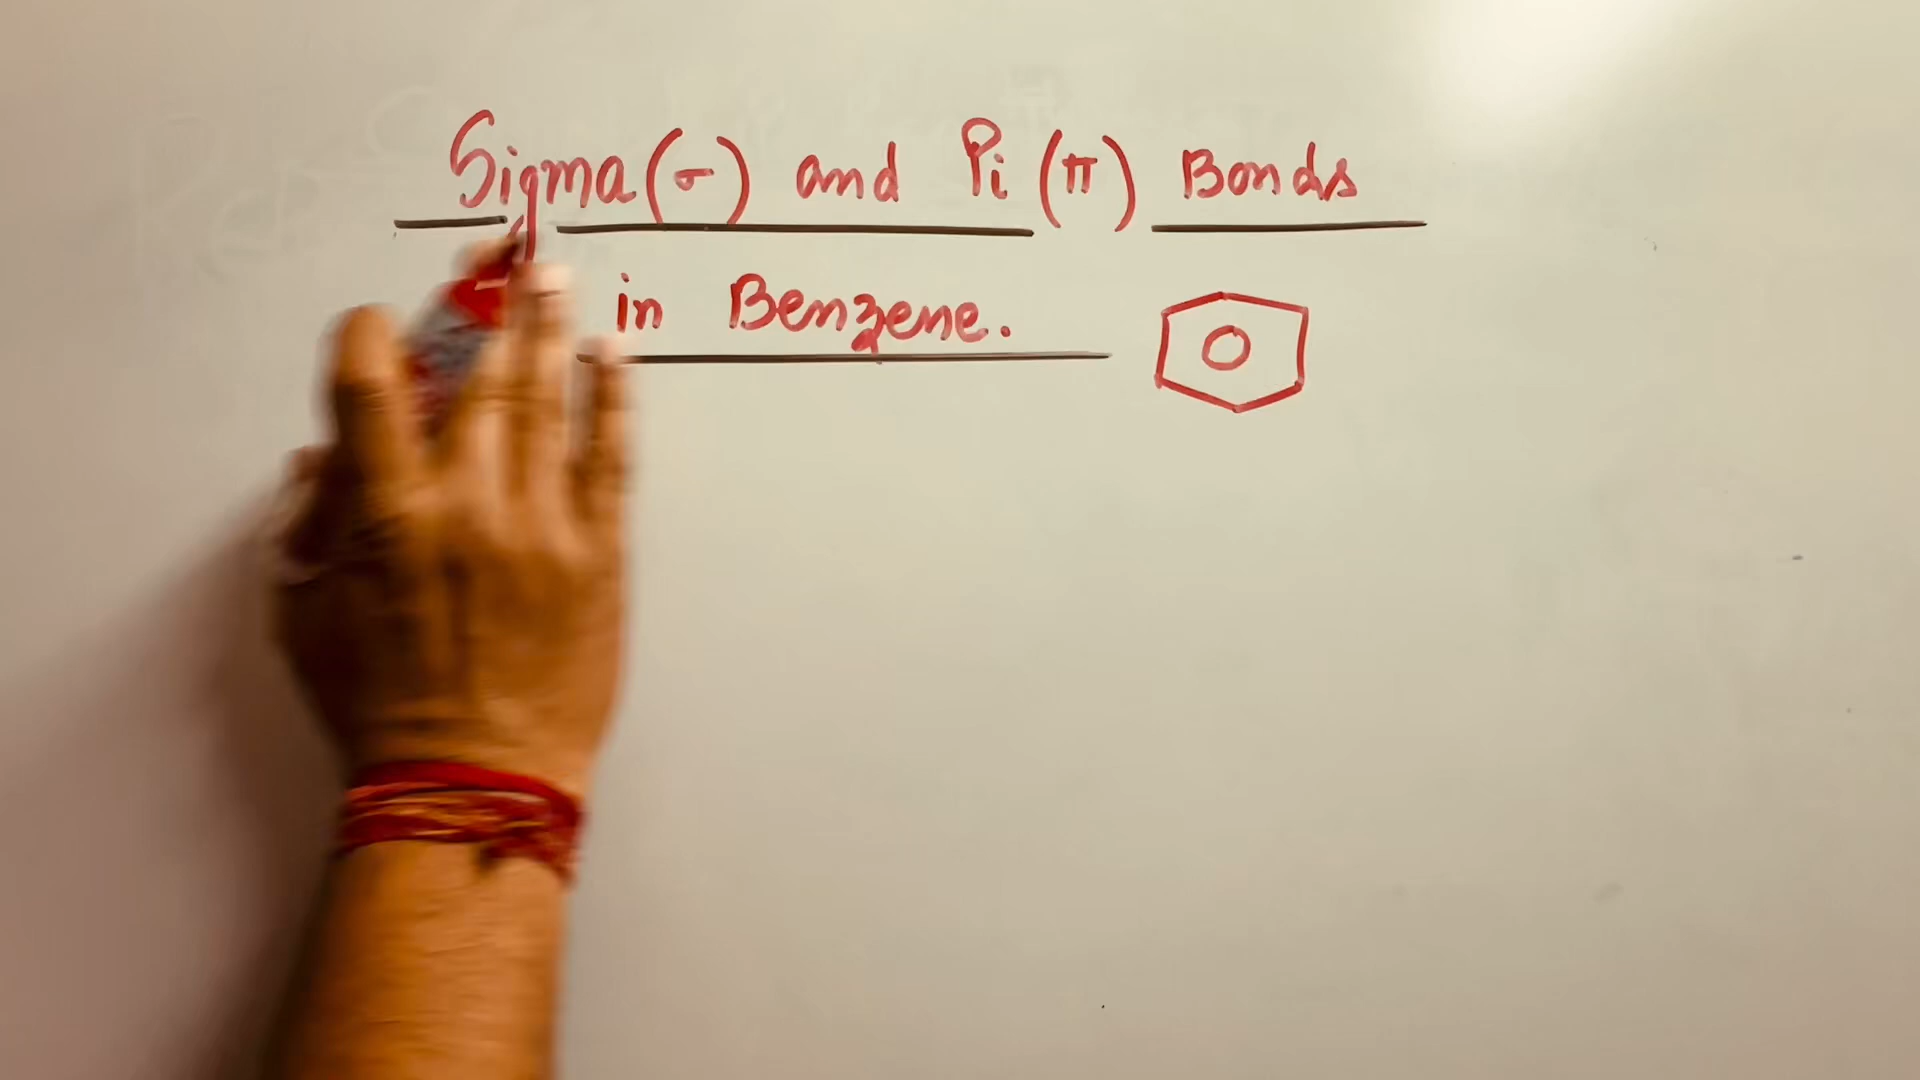 Sigma (σ) and Pi (π) Bonds
in Benzene.